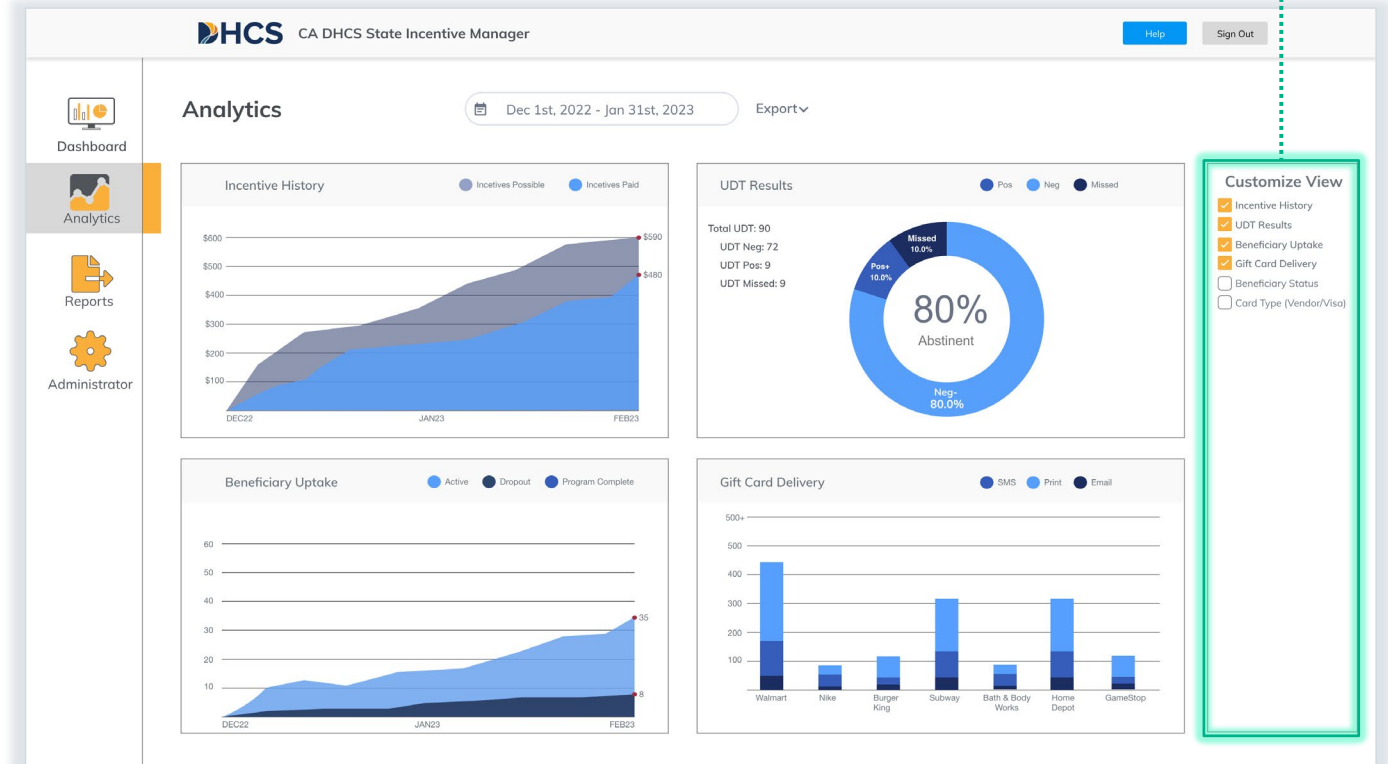 DHCS CA DHCS State Incentive Manager
Help
Sign Out
Dashboard
Analytics
Reports
Administrator
Analytics
Dec 1st, 2022 - Jan 31st, 2023
Export
Incentive History
Incetives Possible
Incetives Paid
$600
$500
$400
$300
$200
$100
$590
$480
DEC22
JAN23
FEB23
UDT Results
Pos
Neg
Missed
Total UDT: 90
UDT Neg: 72
UDT Pos: 9
UDT Missed: 9
Missed
10.0%
Pos+
10.0%
80%
Abstinent
Neg-
80.0%
Beneficiary Uptake
Active
Dropout
Program Complete
60
50
40
30
20
10
35
8
DEC22
JAN23
FEB23
Gift Card Delivery
SMS
Print
Email
500+
500
400
300
200
100
Walmart
Nike
Burger
King
Subway
Bath & Body
Works
Home
Depot
GameStop
Customize View
Incentive History
UDT Results
Beneficiary Uptake
Gift Card Delivery
Beneficiary Status
Card Type (Vendor/Visa)